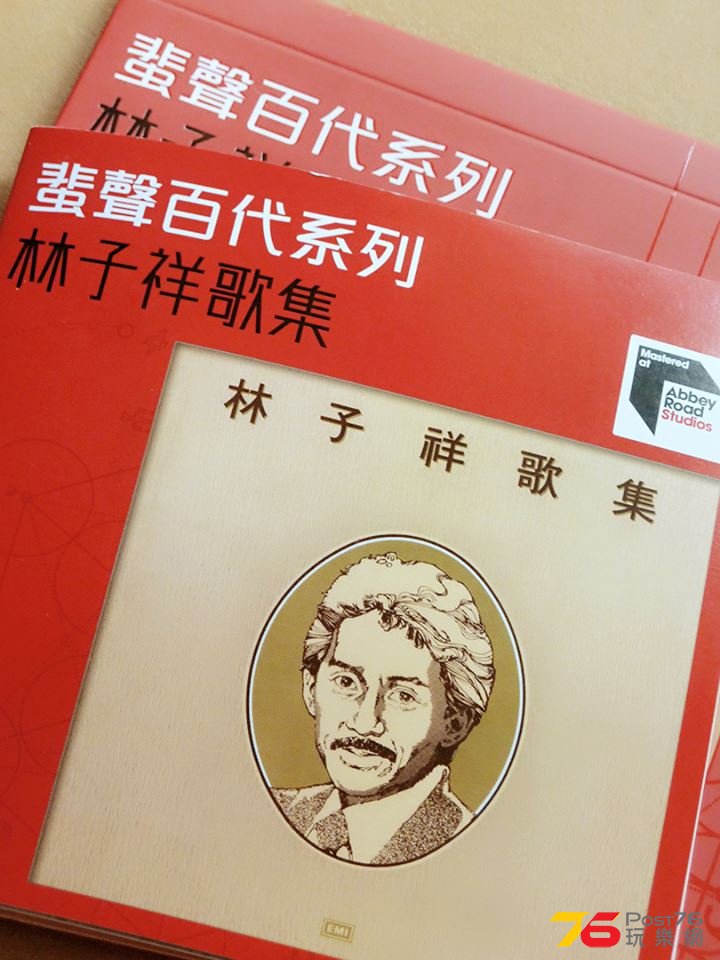 蜚聲百代系列
蜚聲百代系列
林子祥歌集
Mastered
at
Abbey
Road
Studios
林子祥歌集
EMI
76 POST76
玩樂網